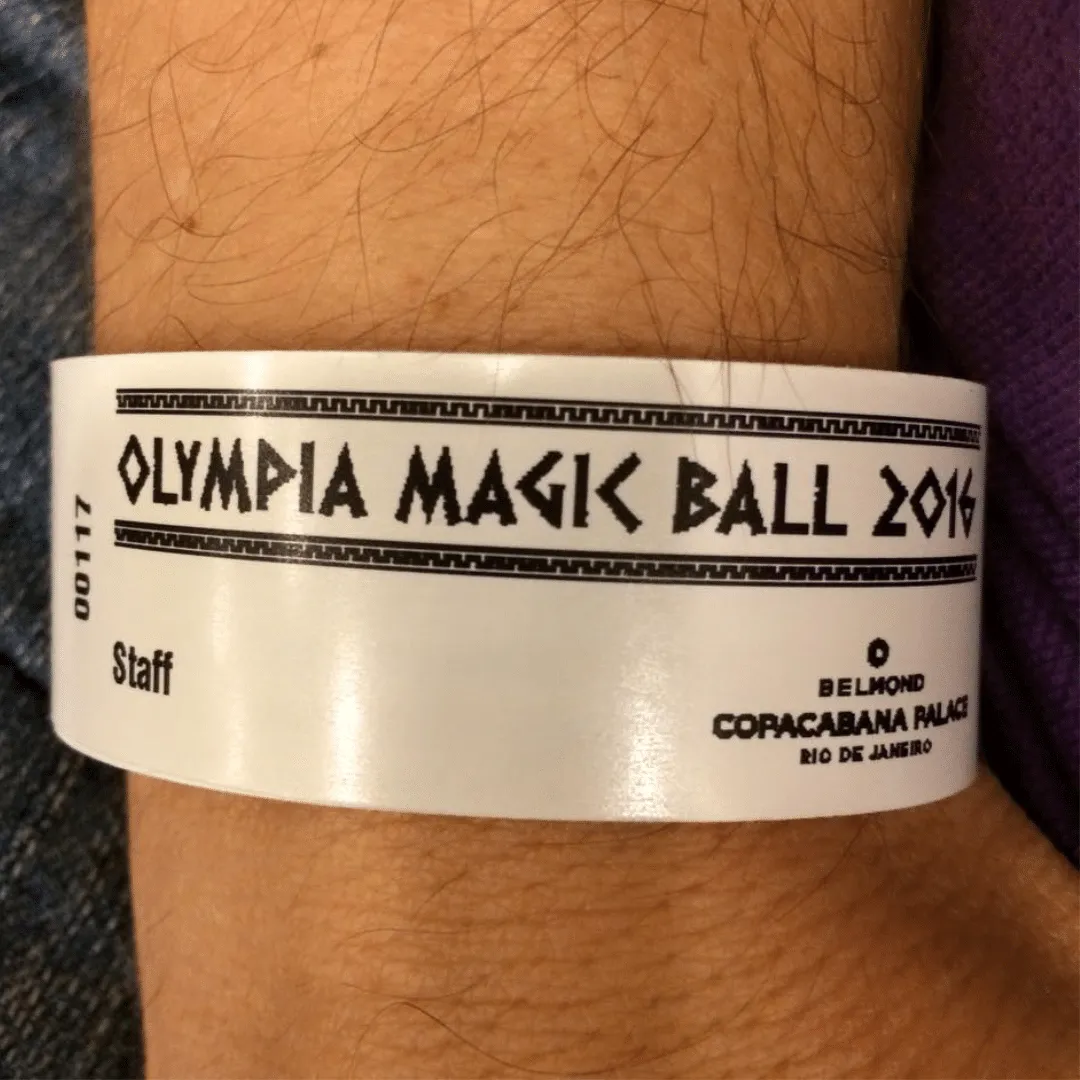 OLYMPIA MAGIC BALL 2016
00117
Staff
BELMOND
COPACABANA PALACE
RIO DE JANEIRO